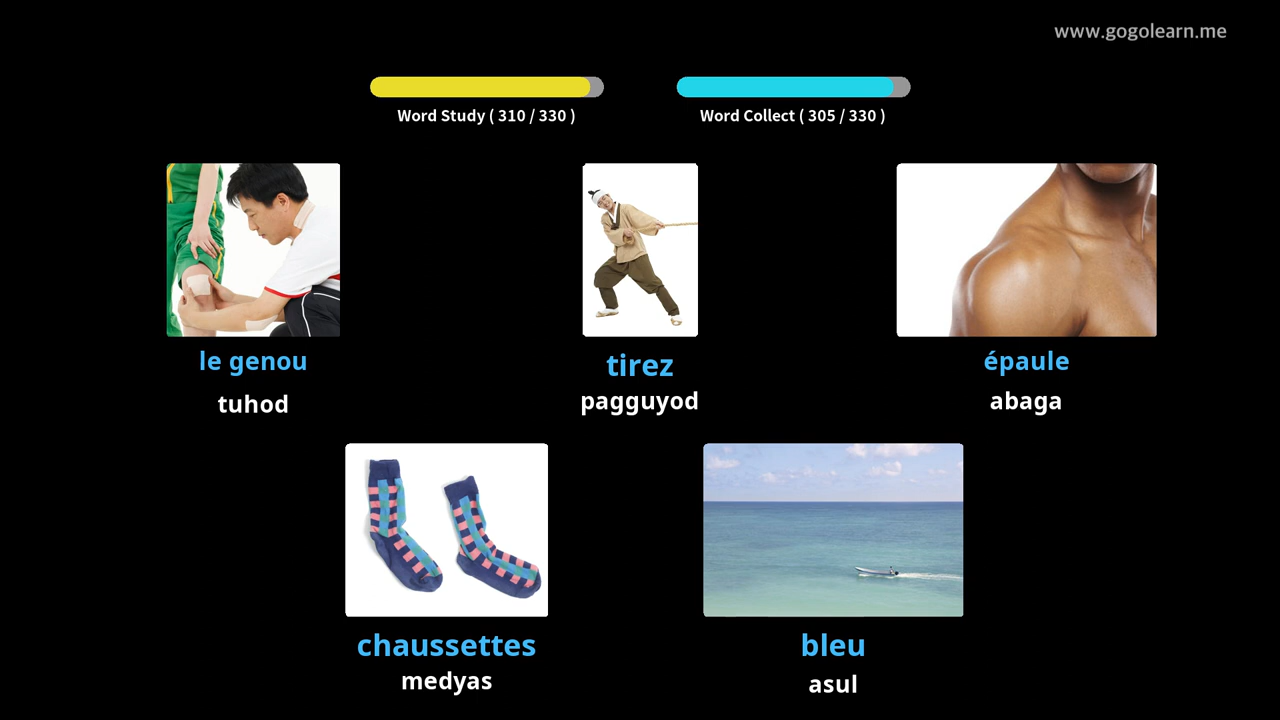 www.gogolearn.me
Word Study ( 310 / 330 )
Word Collect ( 305 / 330 )
le genou
tuhod
tirez
pagguyod
épaule
abaga
chaussettes
medyas
bleu
asul